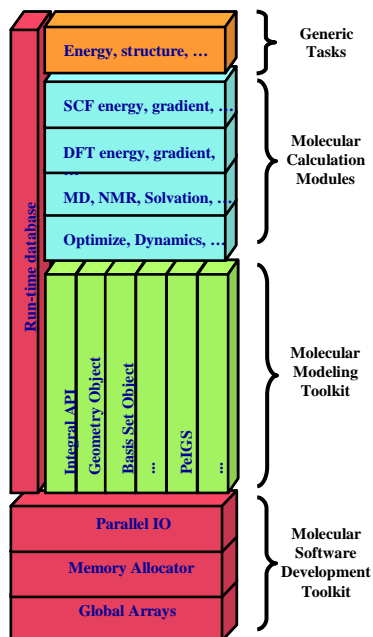 Energy, structure, …
Generic
Tasks
SCF energy, gradient, …
DFT energy, gradient,
…
MD, NMR, Solvation, …
Optimize, Dynamics, …
Molecular
Calculation
Modules
Run-time database
Integral API
Geometry Object
Basis Set Object
...
PeIGS
...
Molecular
Modeling
Toolkit
Parallel IO
Memory Allocator
Global Arrays
Molecular
Software
Development
Toolkit